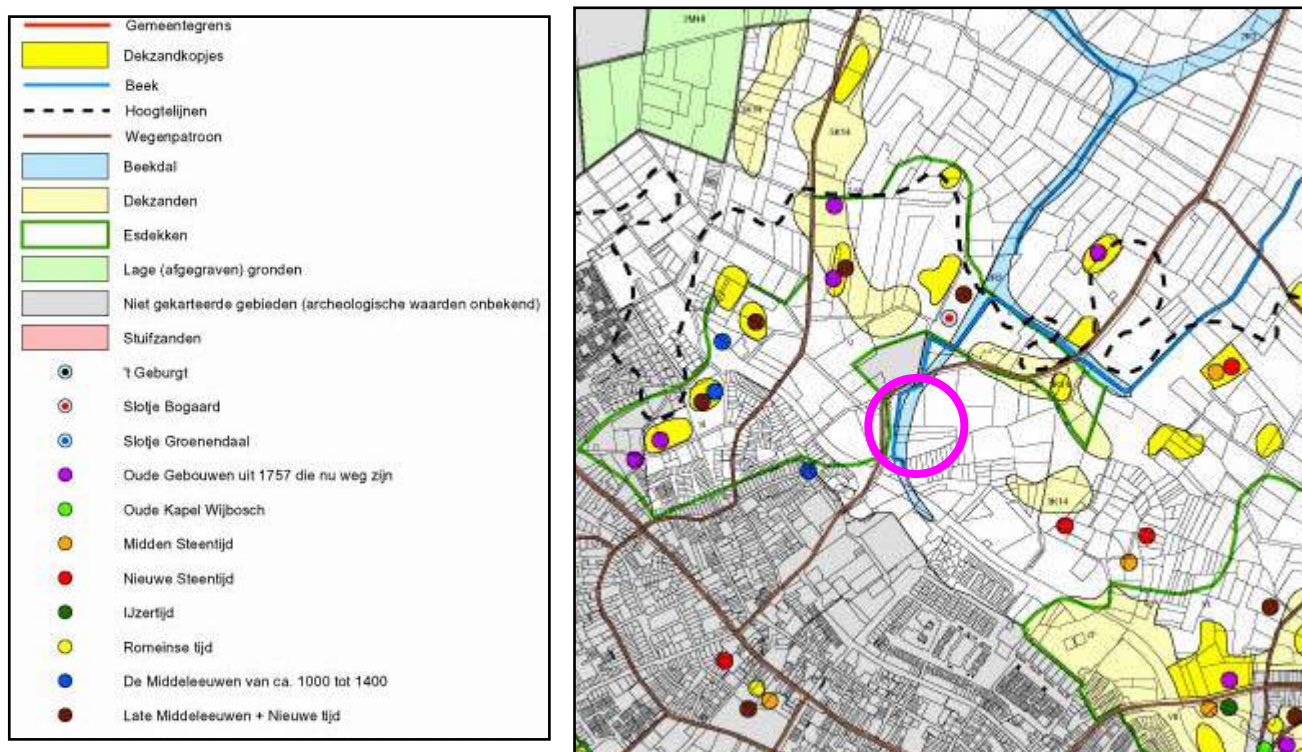 Gemeentegrens
Dekzandkopjes
Beek
Hoogtelijnen
Wegenpatroon
Beekdal
Dekzanden
Esdekken
Lage (afgegraven) gronden
Niet gekarteerde gebieden (archeologische waarden onbekend)
Stuifzanden
't Geburgt
Slotje Bogaard
Slotje Groenendaal
Oude Gebouwen uit 1757 die nu weg zijn
Oude Kapel Wijbosch
Midden Steentijd
Nieuwe Steentijd
IJzertijd
Romeinse tijd
De Middeleeuwen van ca. 1000 tot 1400
Late Middeleeuwen + Nieuwe tijd
3K14